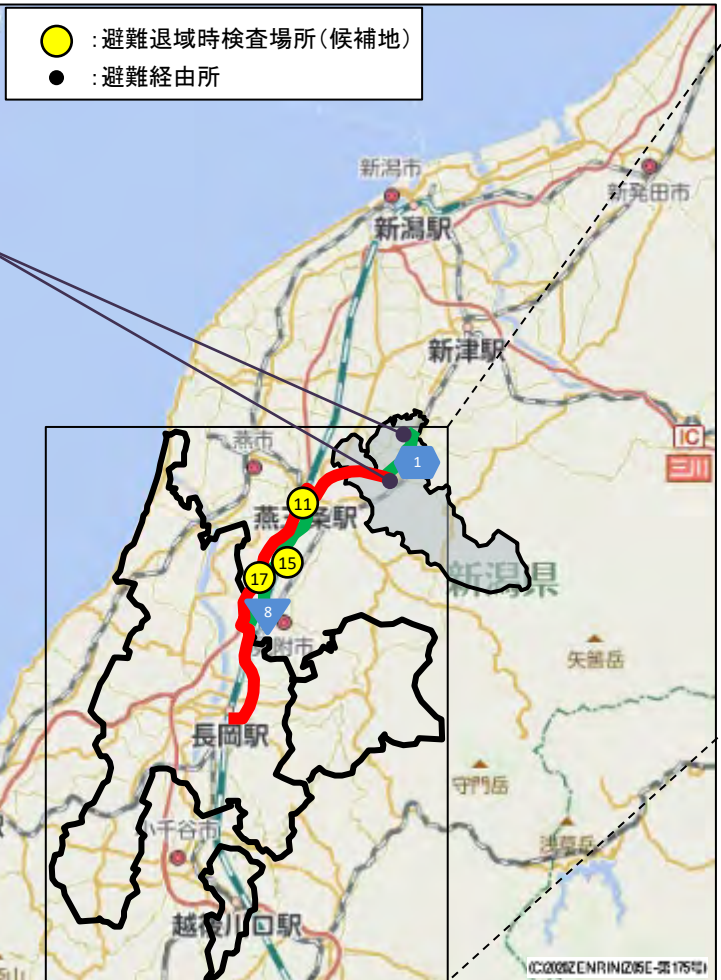 ：避難退域時検査場所（候補地）
：避難経由所
新潟市
新発田市
新潟駅
新津駅
IC
三川
燕市
1
11
燕三条駅
15
新潟県
17
8
見附市
矢筈岳
長岡駅
守門岳
浅草岳
小千谷市
越後川口駅